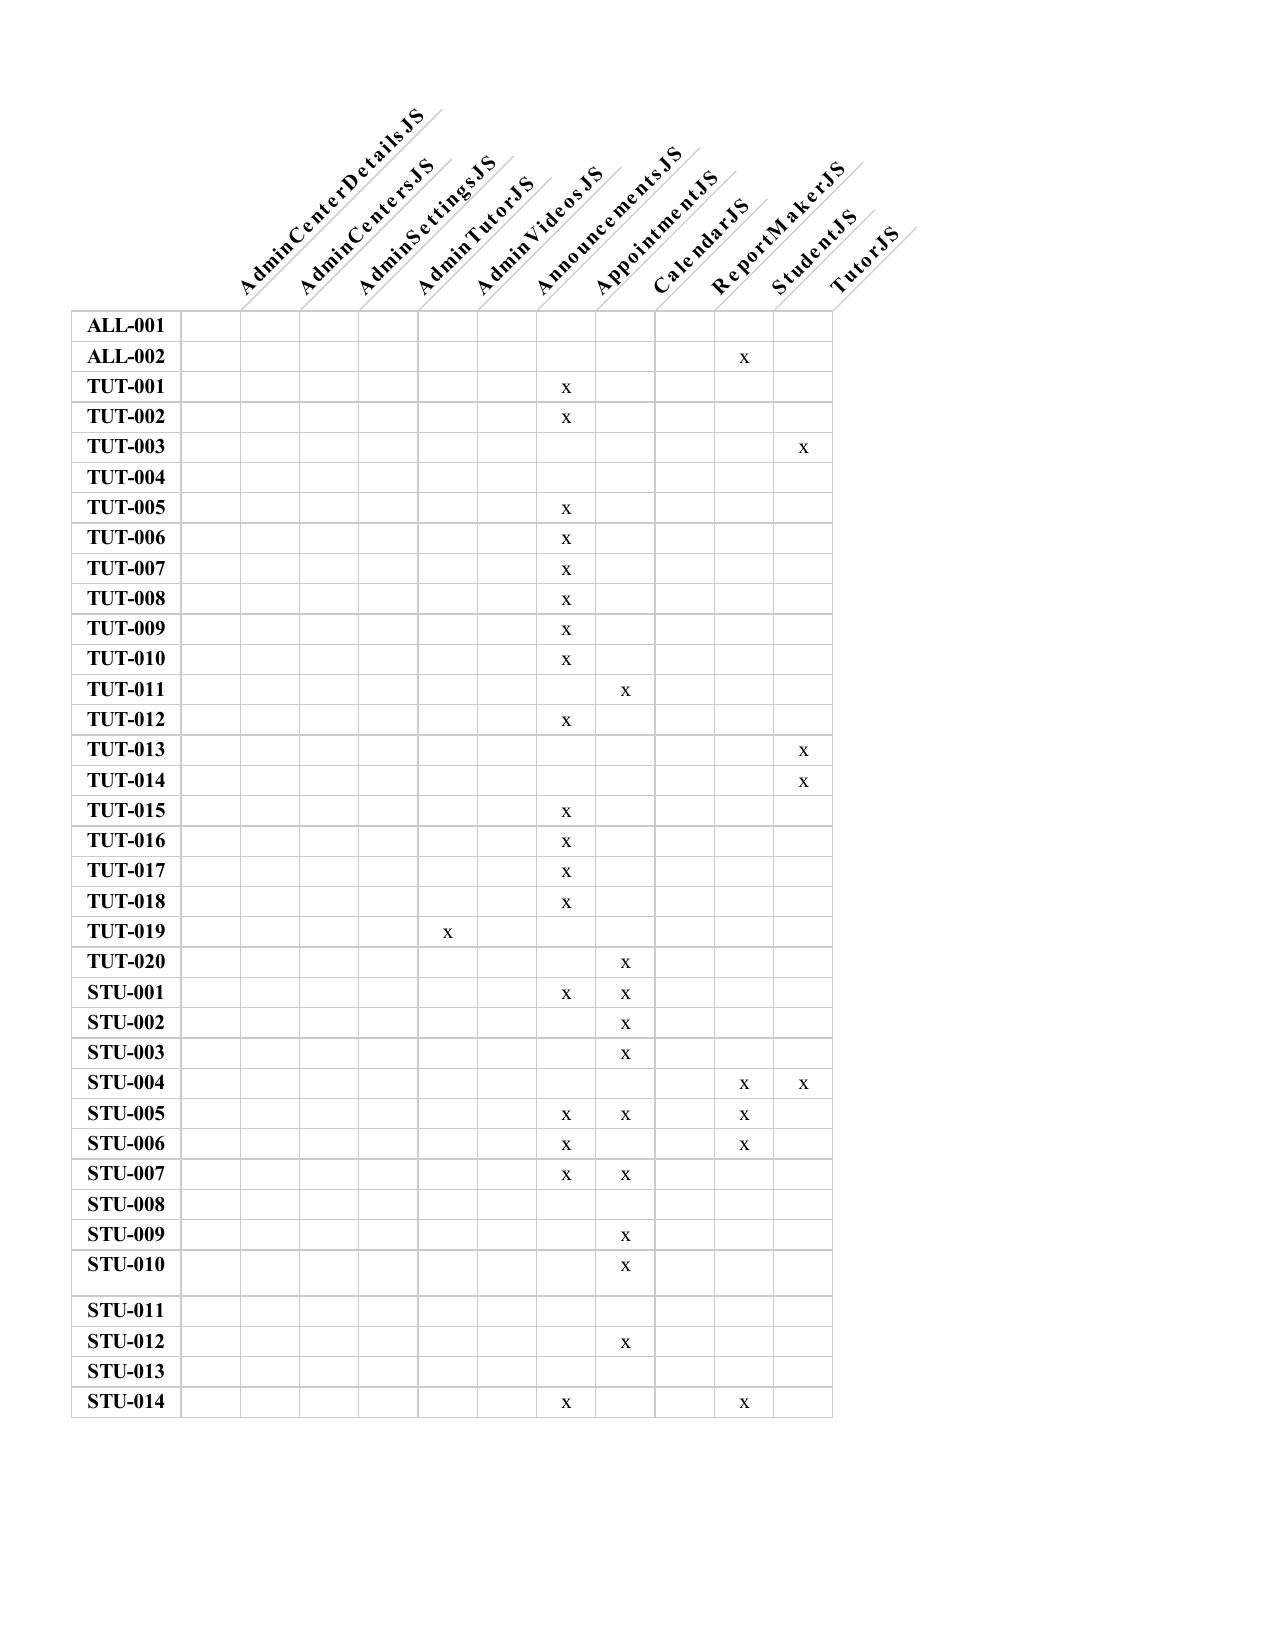 AdminCenterDetailsJS
AdminCentersJS
AdminSettingsJS
AdminTutorJS
AdminVideosJS
AnnouncementsJS
AppointmentJS
CalendarJS
ReportMakerJS
StudentJS
TutorJS
ALL-001
ALL-002 x
TUT-001 x
TUT-002 x
TUT-003 x
TUT-004
TUT-005 x
TUT-006 x
TUT-007 x
TUT-008 x
TUT-009 x
TUT-010 x
TUT-011 x
TUT-012 x
TUT-013 x
TUT-014 x
TUT-015 x
TUT-016 x
TUT-017 x
TUT-018 x
TUT-019 x
TUT-020 x
STU-001 x x
STU-002 x
STU-003 x
STU-004 x x
STU-005 x x x
STU-006 x x
STU-007 x x
STU-008
STU-009 x
STU-010 x
STU-011
STU-012 x
STU-013
STU-014 x x